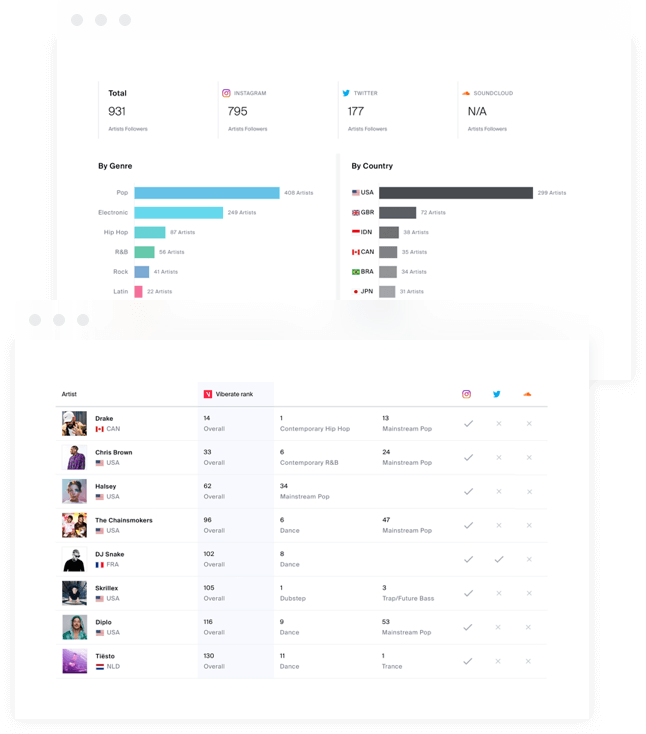 Total
INSTAGRAM
TWITTER
SOUNDCLOUD
931
795
177
N/A
Artists Followers
Artists Followers
Artists Followers
Artists Followers
By Genre
Pop
408 Artists
Electronic
249 Artists
Hip Hop
87 Artists
R&B
56 Artists
Rock
41 Artists
Latin
22 Artists
By Country
USA
299 Artists
GBR
72 Artists
IDN
38 Artists
CAN
35 Artists
BRA
34 Artists
JPN
31 Artists
Artist
Viberate rank
Drake
14
1
13
CAN
Overall
Contemporary Hip Hop
Mainstream Pop
Chris Brown
33
6
24
USA
Overall
Contemporary R&B
Mainstream Pop
Halsey
62
34
USA
Overall
Mainstream Pop
The Chainsmokers
96
6
47
USA
Overall
Dance
Mainstream Pop
DJ Snake
102
8
FRA
Overall
Dance
Skrillex
105
1
3
USA
Overall
Dubstep
Trap/Future Bass
Diplo
116
9
53
USA
Overall
Dance
Mainstream Pop
Tiësto
130
11
1
NLD
Overall
Dance
Trance